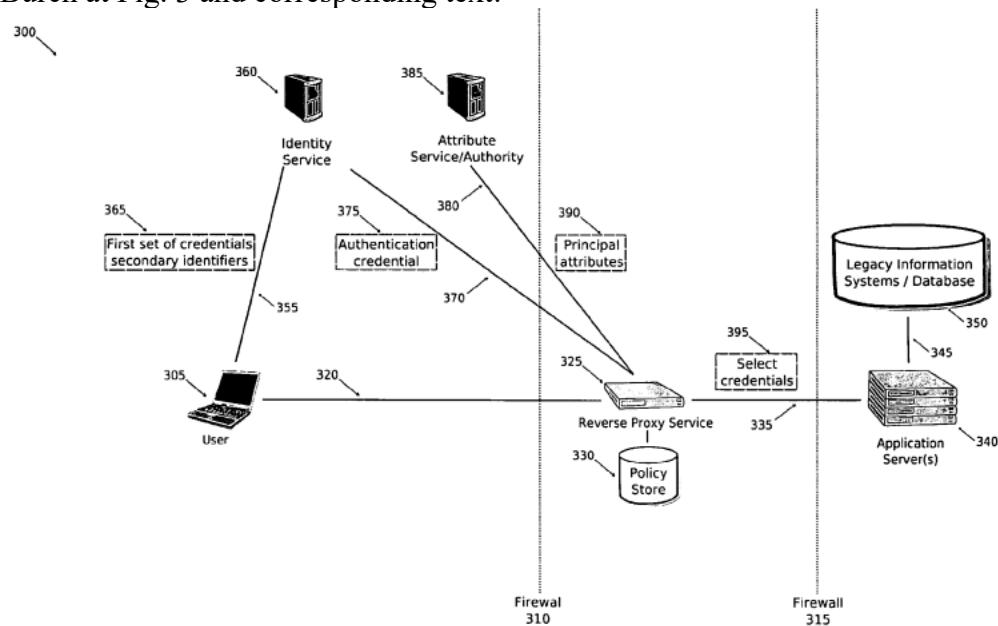 Burch at Fig. 3 and corresponding text:
300
360
385
Identity
Service
Attribute
Service/Authority
365
First set of credentials
secondary identifiers
375
Authentication
credential
380
390
Principal
attributes
370
355
Legacy Information
Systems / Database
350
395
Select
credentials
345
305
User
320
325
Reverse Proxy Service
335
340
Application
Server(s)
330
Policy
Store
Firewal
310
Firewall
315